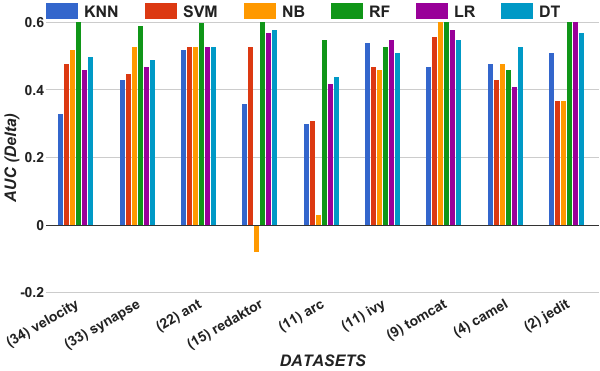 KNN SVM NB RF LR DT
0.6
0.4
0.2
0
-0.2
AUC (Delta)
(34) velocity
(33) synapse
(22) ant
(15) redaktor
(11) arc
(11) ivy
(9) tomcat
(4) camel
(2) jedit
DATASETS